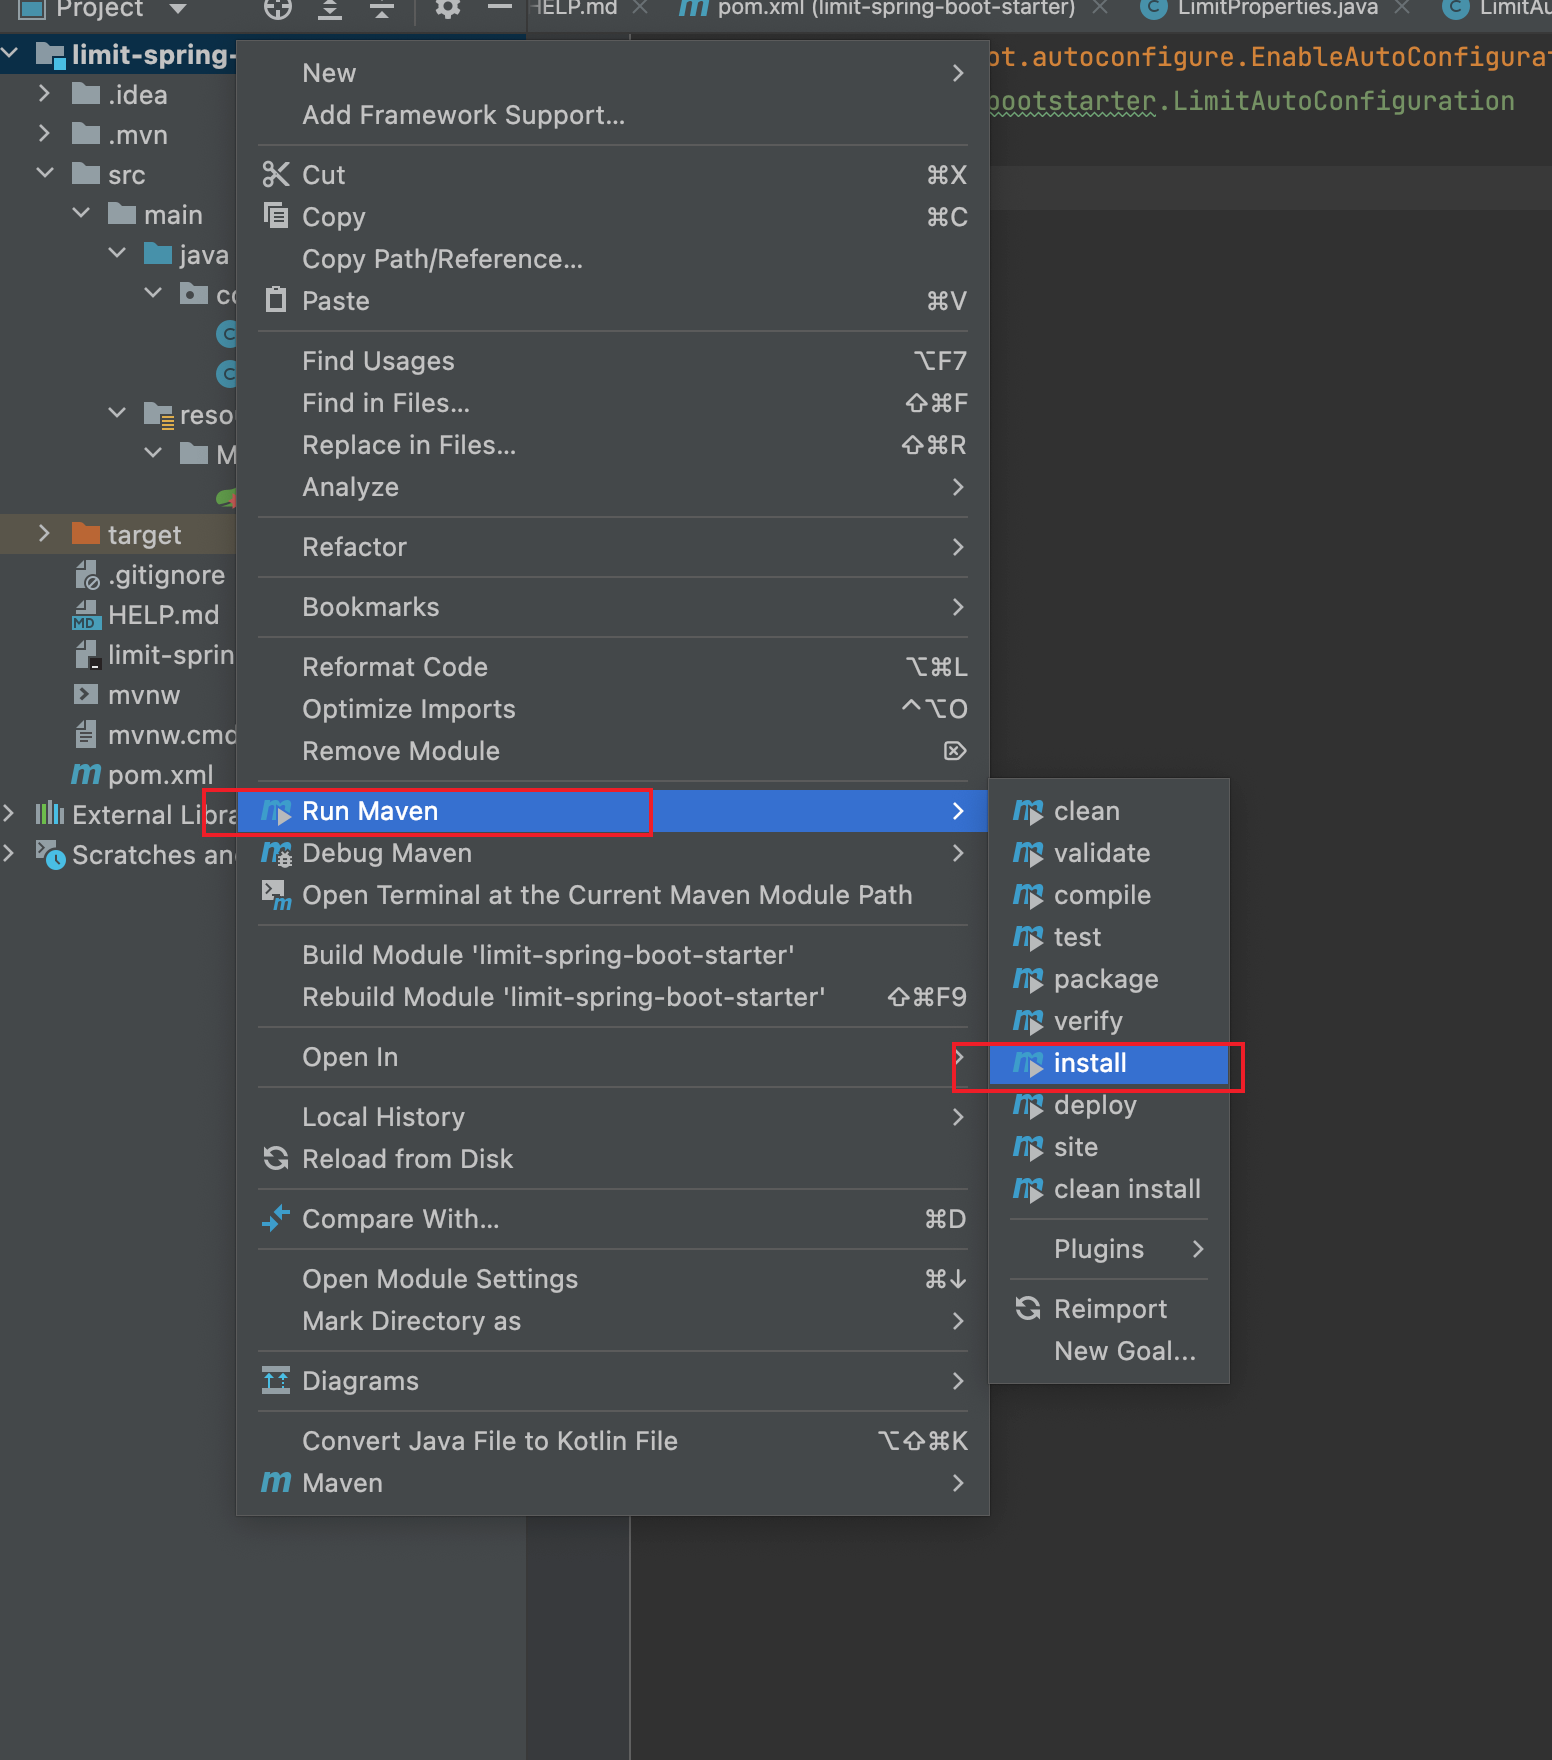 Project
HELP.md
pom.xml (limit-spring-boot-starter)
LimitProperties.java
limit-spring-
.idea
.mvn
src
main
java
target
.gitignore
MD HELP.md
limit-sprin
mvnw
mvnw.cmd
pom.xml
External Libra
Scratches an
.autoconfigure.EnableAutoConfigura
bootstarter.LimitAutoConfiguration
New
Add Framework Support...
Cut ⌘X
Copy ⌘C
Copy Path/Reference...
Paste ⌘V
Find Usages ⌥F7
Find in Files... ⇧⌘F
Replace in Files... ⇧⌘R
Analyze
Refactor
Bookmarks
Reformat Code ⌥⌘L
Optimize Imports ^⌥O
Remove Module ⌦
Run Maven
Debug Maven
Open Terminal at the Current Maven Module Path
Build Module 'limit-spring-boot-starter'
Rebuild Module 'limit-spring-boot-starter' ⇧⌘F9
Open In
Local History
Reload from Disk
Compare With... ⌘D
Open Module Settings ⌘↓
Mark Directory as
Diagrams
Convert Java File to Kotlin File ⌥⇧⌘K
Maven
clean
validate
compile
test
package
verify
install
deploy
site
clean install
Plugins
Reimport
New Goal...